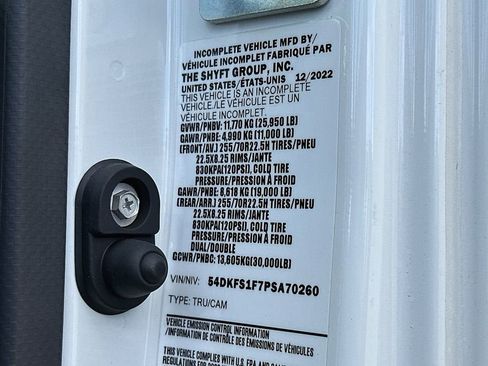 INCOMPLETE VEHICLE MFD BY/
VÉHICULE INCOMPLET FABRIQUÉ PAR
THE SHYFT GROUP, INC.
UNITED STATES/ÉTATS-UNIS 12/2022
THIS VEHICLE IS AN INCOMPLETE
VEHICLE./LE VÉHICULE EST UN
VÉHICULE INCOMPLET.
GVWR/PNBV: 11,770 KG (25,950 LB)
GAWR/PNBE: 4,990 KG (11,000 LB)
(FRONT/AV.) 255/70R22.5H TIRES/PNEU
22.5X8.25 RIMS/JANTE
830KPA(120PSI), COLD TIRE
PRESSURE/PRESSION À FROID
GAWR/PNBE: 8,618 KG (19,000 LB)
(REAR/ARR.) 255/70R22.5H TIRES/PNEU
22.5X8.25 RIMS/JANTE
830KPA(120PSI), COLD TIRE
PRESSURE/PRESSION À FROID
DUAL/DOUBLE
GCWR/PNBC: 13,605KG(30,000LB)
VIN/NIV: 54DKFS1F7PSA70260
TYPE: TRU/CAM
VEHICLE EMISSION CONTROL INFORMATION
/INFORMATION DE CONTRÔLE DES ÉMISSIONS DE VÉHICULES
THIS VEHICLE COMPLIES WITH U.S. EPA AND